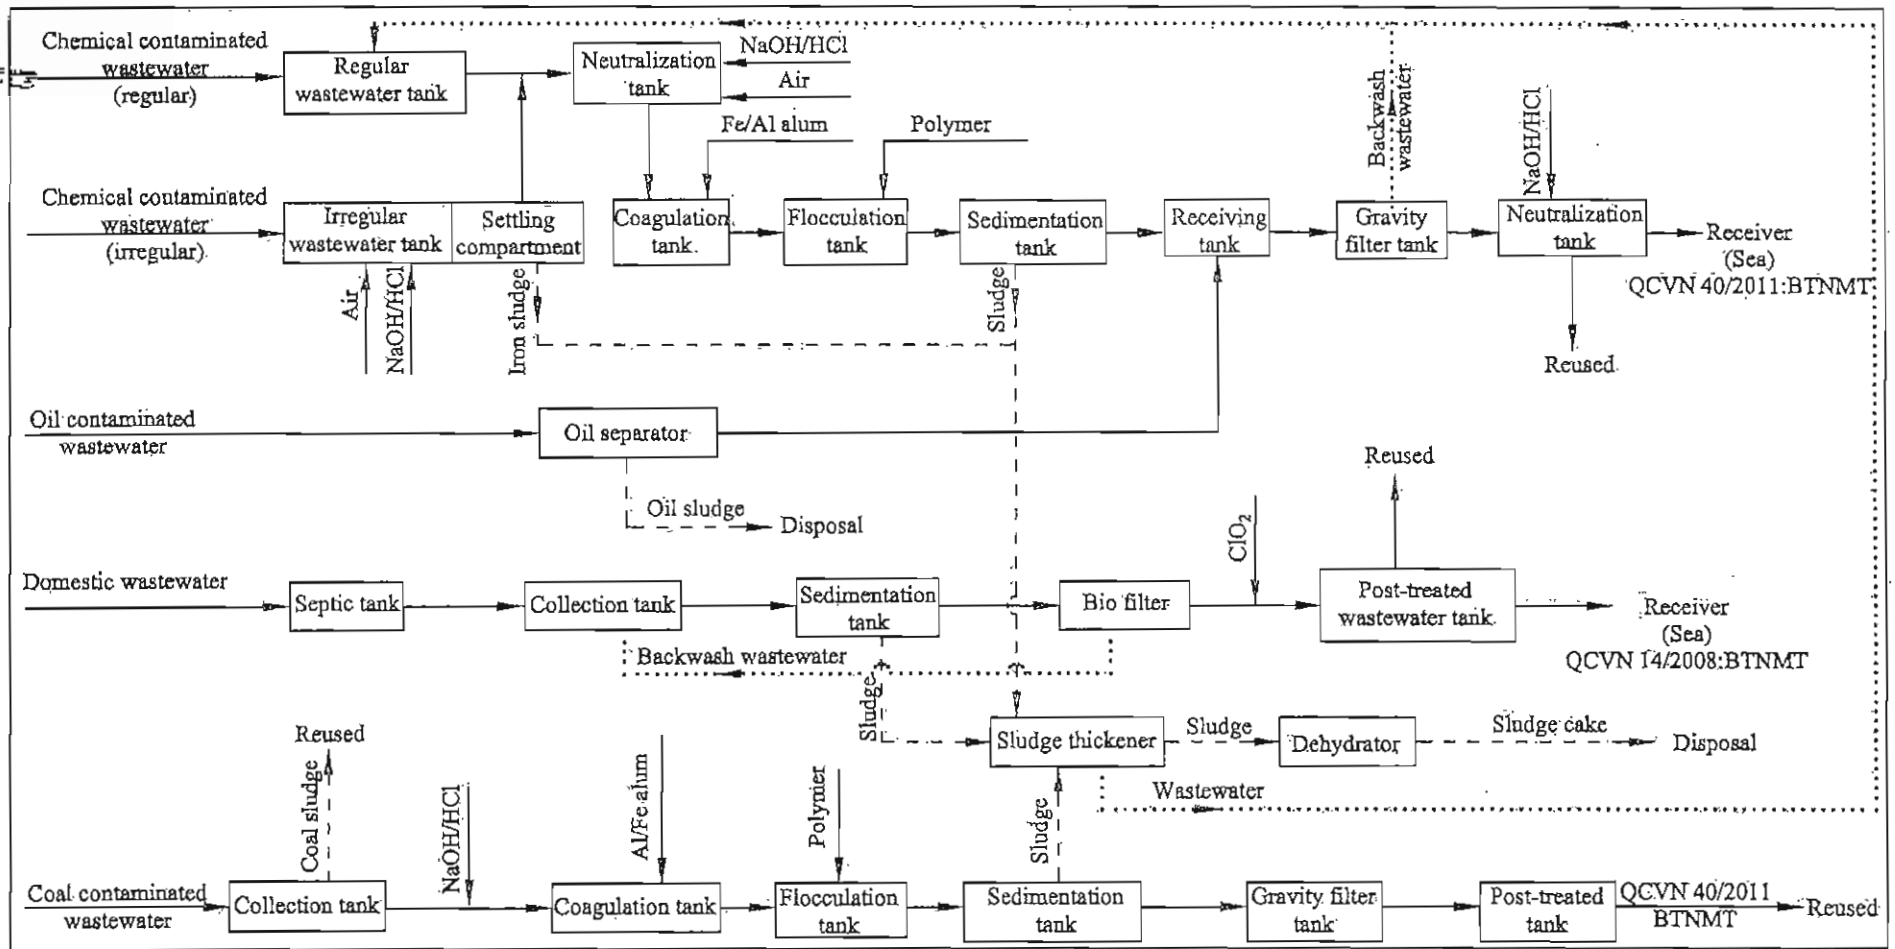 Chemical contaminated
wastewater
(regular)
Regular
wastewater tank
Neutralization
tank
NaOH/HCl
Air
Fe/Al alum
Polymer
Backwash
wastewater
NaOH/HCl
Chemical contaminated
wastewater
(irregular)
Irregular
wastewater tank
Settling
compartment
Coagulation
tank
Flocculation
tank
Sedimentation
tank
Receiving
tank
Gravity
filter tank
Neutralization
tank
Receiver
(Sea)
QCVN 40/2011:BTNMT
Air
NaOH/HCl
Iron sludge
Sludge
Reused
Oil contaminated
wastewater
Oil separator
Oil sludge
Disposal
Reused
ClO₂
Domestic wastewater
Septic tank
Collection tank
Sedimentation
tank
Bio filter
Post-treated
wastewater tank
Receiver
(Sea)
QCVN 14/2008:BTNMT
Backwash wastewater
Sludge
Sludge thickener
Sludge
Dehydrator
Sludge cake
Disposal
Wastewater
Reused
Coal sludge
NaOH/HCl
Al/Fe alum
Polymer
Sludge
Coal contaminated
wastewater
Collection tank
Coagulation tank
Flocculation
tank
Sedimentation
tank
Gravity filter
tank
Post-treated
tank
QCVN 40/2011
BTNMT
Reused